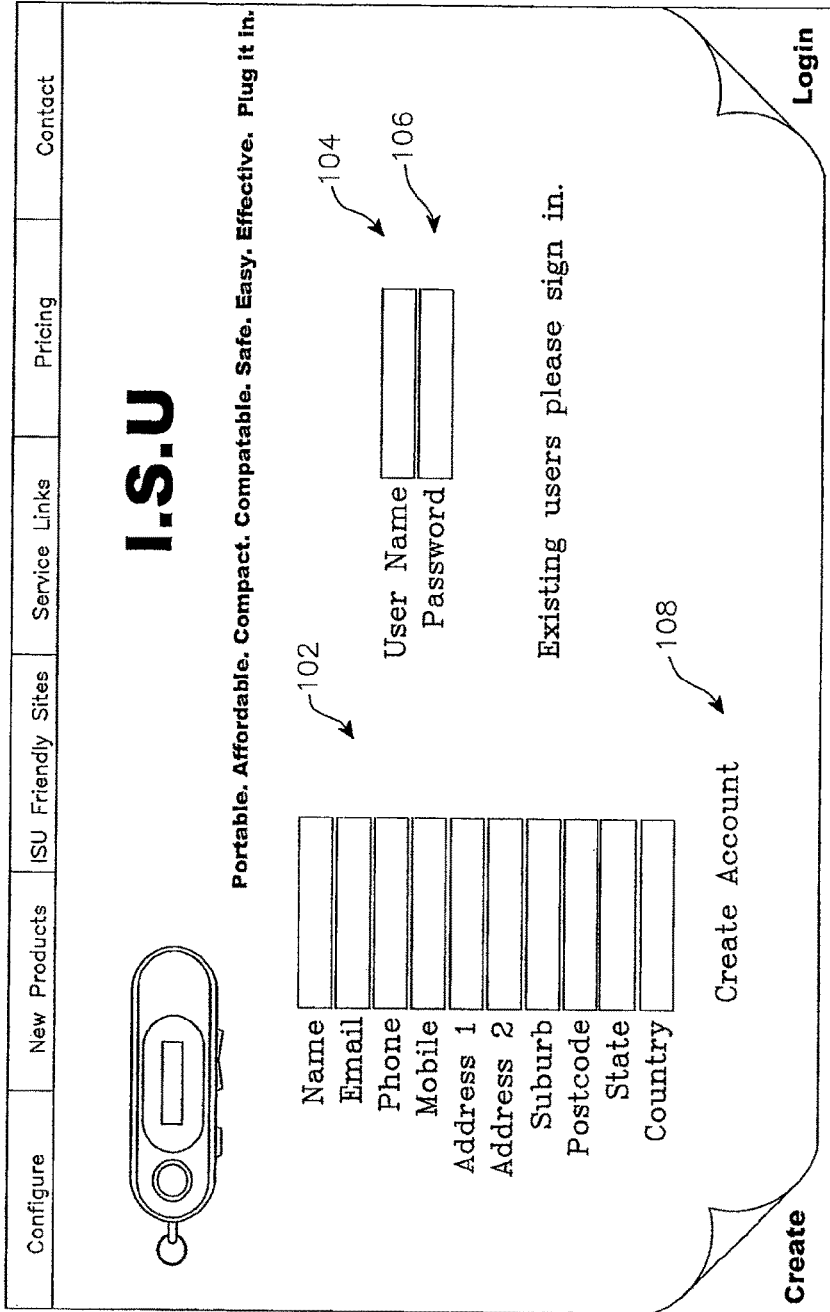 Configure
New Products
ISU Friendly Sites
Service Links
Pricing
Contact
I.S.U
Portable. Affordable. Compact. Compatable. Safe. Easy. Effective. Plug it in.
102
Name
Email
Phone
Mobile
Address 1
Address 2
Suburb
Postcode
State
Country
Create Account
108
104
User Name
106
Password
Existing users please sign in.
Create
Login